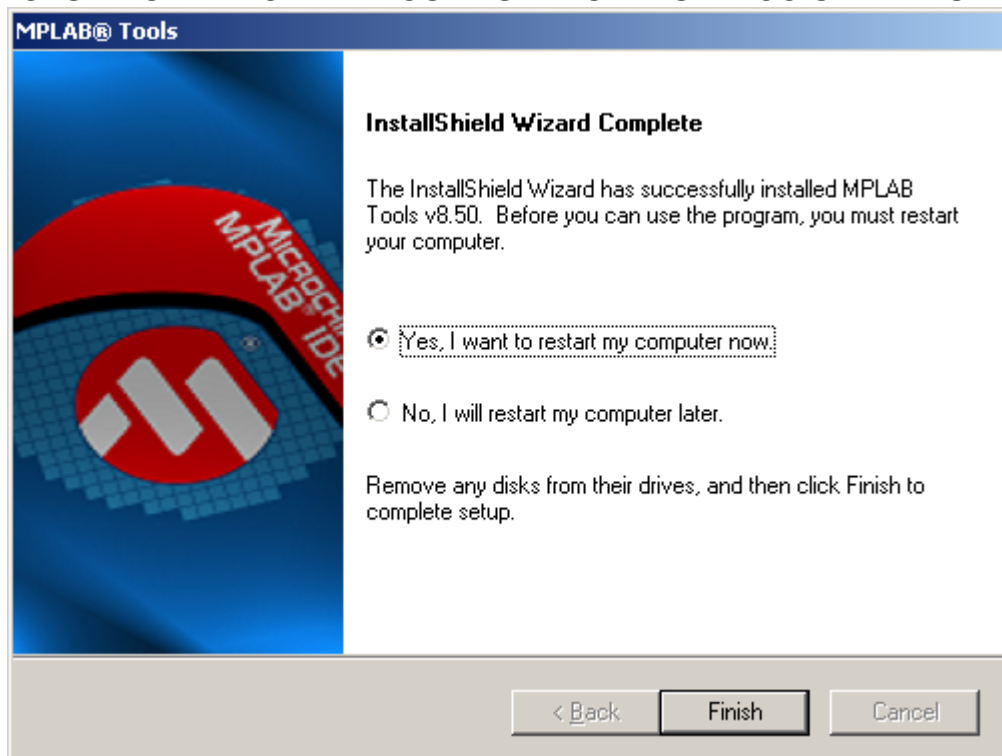 MPLAB® Tools
InstallShield Wizard Complete
The InstallShield Wizard has successfully installed MPLAB
Tools v8.50. Before you can use the program, you must restart
your computer.
MICROCHIP
MPLAB® IDE
Yes, I want to restart my computer now.
No, I will restart my computer later.
Remove any disks from their drives, and then click Finish to
complete setup.
< Back
Finish
Cancel